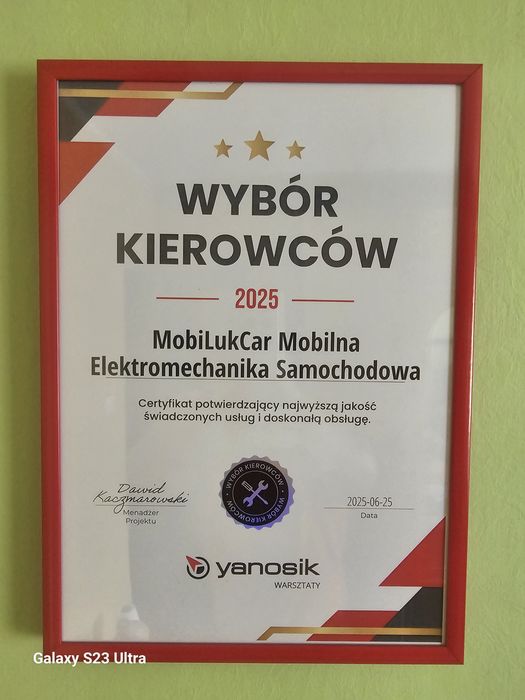 WYBÓR
KIEROWCÓW
2025
MobiLukCar Mobilna
Elektromechanika Samochodowa
Certyfikat potwierdzający najwyższą jakość
świadczonych usług i doskonałą obsługę.
Dawid
Kaczmarowski
Menadżer
Projektu
WYBÓR KIEROWCÓW
WYBÓR KIEROWCÓW
2025-06-25
Data
yanosik
WARSZTATY
Galaxy S23 Ultra